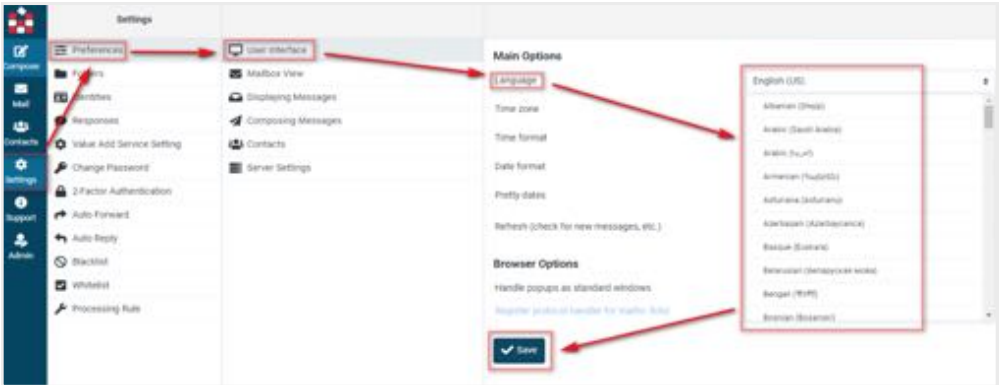 Settings
Compose
Mail
Contacts
Settings
Support
Admin
Preferences
Folders
Identities
Responses
Value Add Service Setting
Change Password
2-Factor Authentication
Auto Forward
Auto Reply
Blacklist
Whitelist
Processing Rule
User Interface
Mailbox View
Displaying Messages
Composing Messages
Contacts
Server Settings
Main Options
Language
Time zone
Time format
Date format
Pretty dates
Refresh (check for new messages, etc.)
Browser Options
Handle popups as standard windows
Register protocol handler for mailto: links
Save
English (US)
Albanian (Shqip)
Arabic (Saudi Arabia)
Arabic
Armenian
Asturiana (Asturianu)
Azerbaijani (Azerbaycanca)
Basque (Euskara)
Belarusian
Bengali
Bosnian (Bosanski)